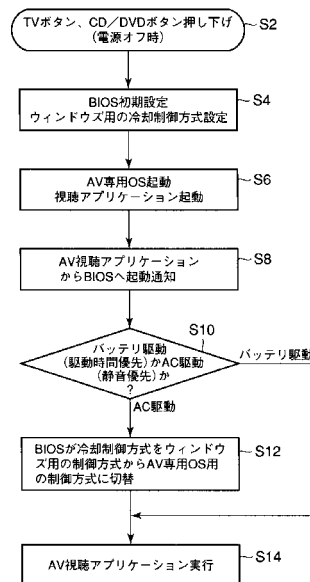 TVボタン、CD／DVDボタン押し下げ
(電源オフ時)
S2
BIOS初期設定
ウィンドウズ用の冷却制御方式設定
S4
AV専用OS起動
視聴アプリケーション起動
S6
AV視聴アプリケーション
からBIOSへ起動通知
S8
S10
バッテリ駆動
(駆動時間優先)かAC駆動
(静音優先)か
?
バッテリ駆動
AC駆動
BIOSが冷却制御方式をウィンドウ
ズ用の制御方式からAV専用OS用
の制御方式に切替
S12
AV視聴アプリケーション実行
S14